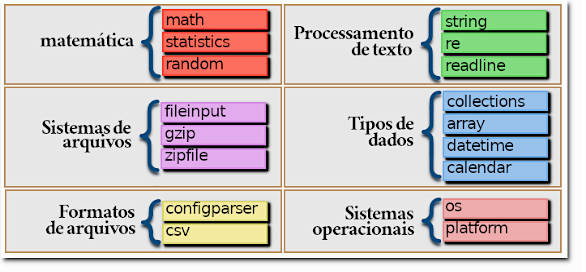 matemática
math
statistics
random
Processamento
de texto
string
re
readline
Sistemas de
arquivos
fileinput
gzip
zipfile
Tipos de
dados
collections
array
datetime
calendar
Formatos
de arquivos
configparser
csv
Sistemas
operacionais
os
platform